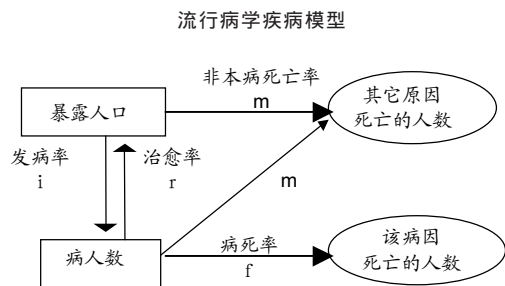 流行病学疾病模型
非本病死亡率
m
暴露人口
其它原因
死亡的人数
发病率
i
治愈率
r
m
病人数
病死率
f
该病因
死亡的人数